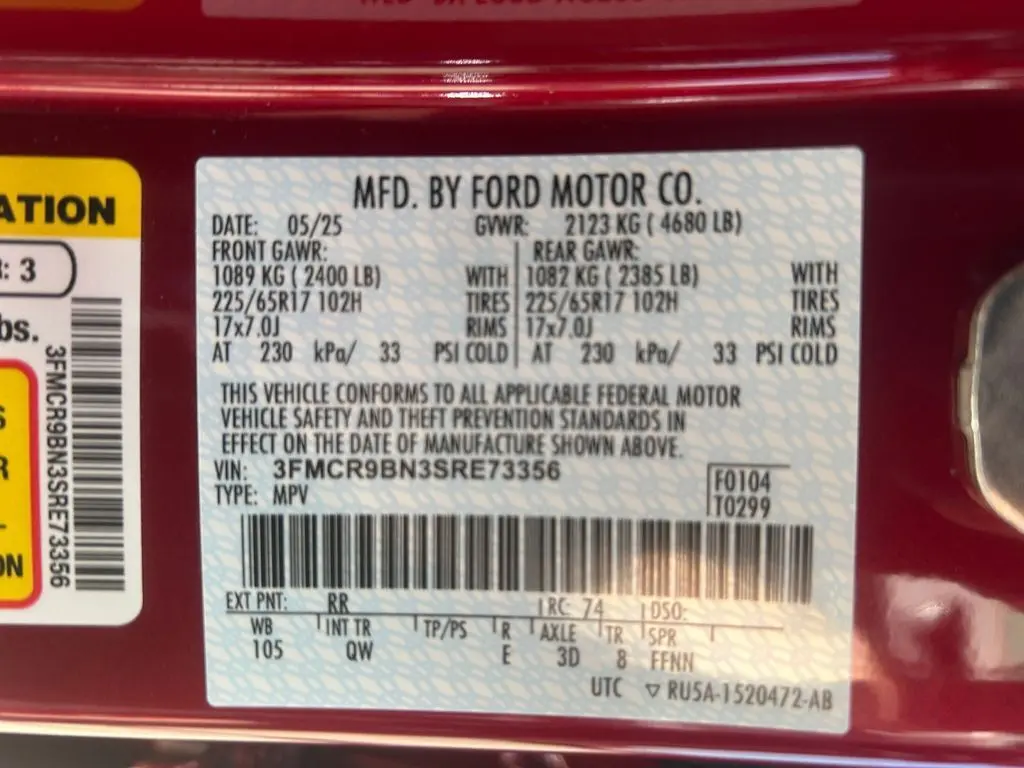 MFD. BY FORD MOTOR CO.
DATE: 05/25 GVWR: 2123 KG ( 4680 LB)
FRONT GAWR: REAR GAWR:
1089 KG ( 2400 LB) WITH 1082 KG ( 2385 LB) WITH
225/65R17 102H TIRES 225/65R17 102H TIRES
17x7.0J RIMS 17x7.0J RIMS
AT 230 kPa/ 33 PSI COLD AT 230 kPa/ 33 PSI COLD
THIS VEHICLE CONFORMS TO ALL APPLICABLE FEDERAL MOTOR
VEHICLE SAFETY AND THEFT PREVENTION STANDARDS IN
EFFECT ON THE DATE OF MANUFACTURE SHOWN ABOVE.
VIN: 3FMCR9BN3SRE73356
TYPE: MPV
F0104
T0299
EXT PNT: RR RC: 74 DSO:
WB INT TR TP/PS R AXLE TR SPR
105 QW E 3D 8 FFNN
UTC ▽ RU5A-1520472-AB
ATION
R: 3
bs.
3FMCR9BN3SRE73356
S
R
ON